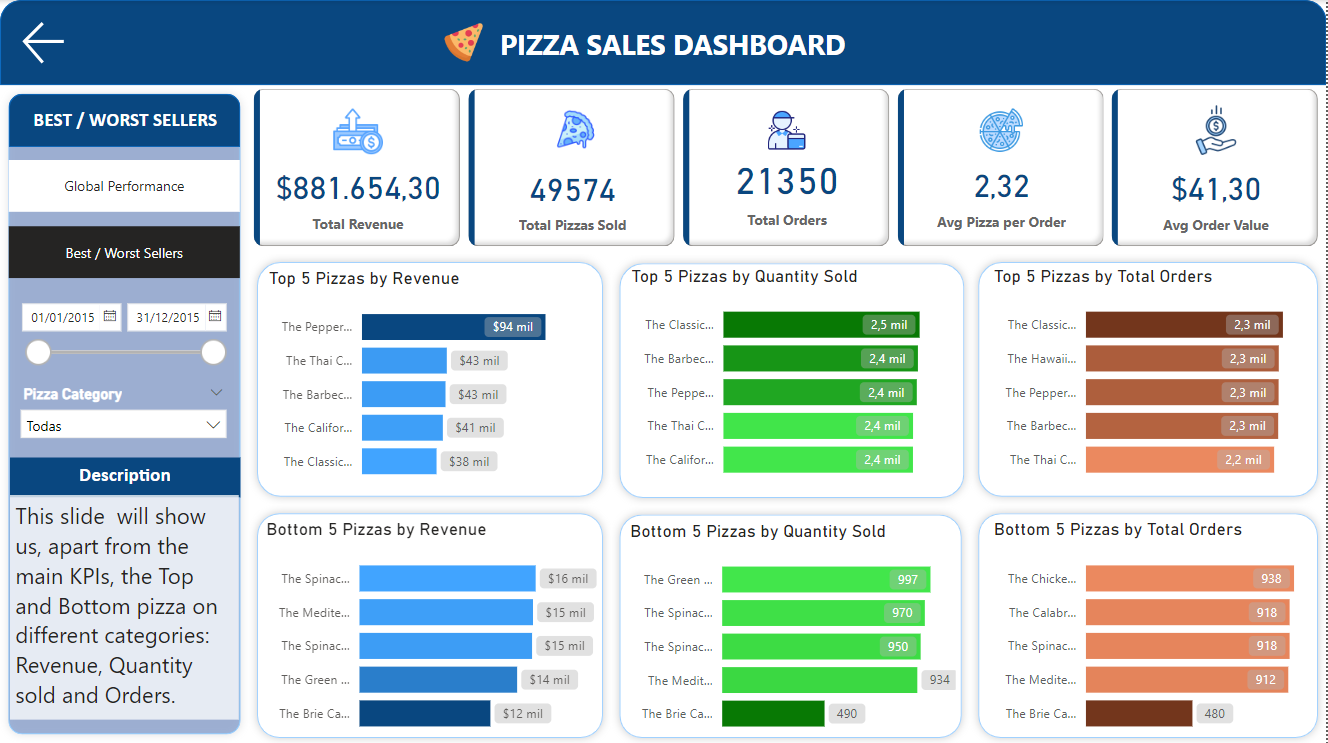 PIZZA SALES DASHBOARD
BEST / WORST SELLERS
Global Performance
Best / Worst Sellers
01/01/2015
31/12/2015
Pizza Category
Todas
Description
This slide will show
us, apart from the
main KPIs, the Top
and Bottom pizza on
different categories:
Revenue, Quantity
sold and Orders.
$881.654,30
Total Revenue
49574
Total Pizzas Sold
21350
Total Orders
2,32
Avg Pizza per Order
$41,30
Avg Order Value
Top 5 Pizzas by Revenue
The Pepper... $94 mil
The Thai C... $43 mil
The Barbec... $43 mil
The Califor... $41 mil
The Classic... $38 mil
Top 5 Pizzas by Quantity Sold
The Classic... 2,5 mil
The Barbec... 2,4 mil
The Peppe... 2,4 mil
The Thai C... 2,4 mil
The Califor... 2,4 mil
Top 5 Pizzas by Total Orders
The Classic... 2,3 mil
The Hawaii... 2,3 mil
The Pepper... 2,3 mil
The Barbec... 2,3 mil
The Thai C... 2,2 mil
Bottom 5 Pizzas by Revenue
The Spinac... $16 mil
The Medite... $15 mil
The Spinac... $15 mil
The Green ... $14 mil
The Brie Ca... $12 mil
Bottom 5 Pizzas by Quantity Sold
The Green ... 997
The Spinac... 970
The Spinac... 950
The Medit... 934
The Brie Ca... 490
Bottom 5 Pizzas by Total Orders
The Chicke... 938
The Calabr... 918
The Spinac... 918
The Medite... 912
The Brie Ca... 480